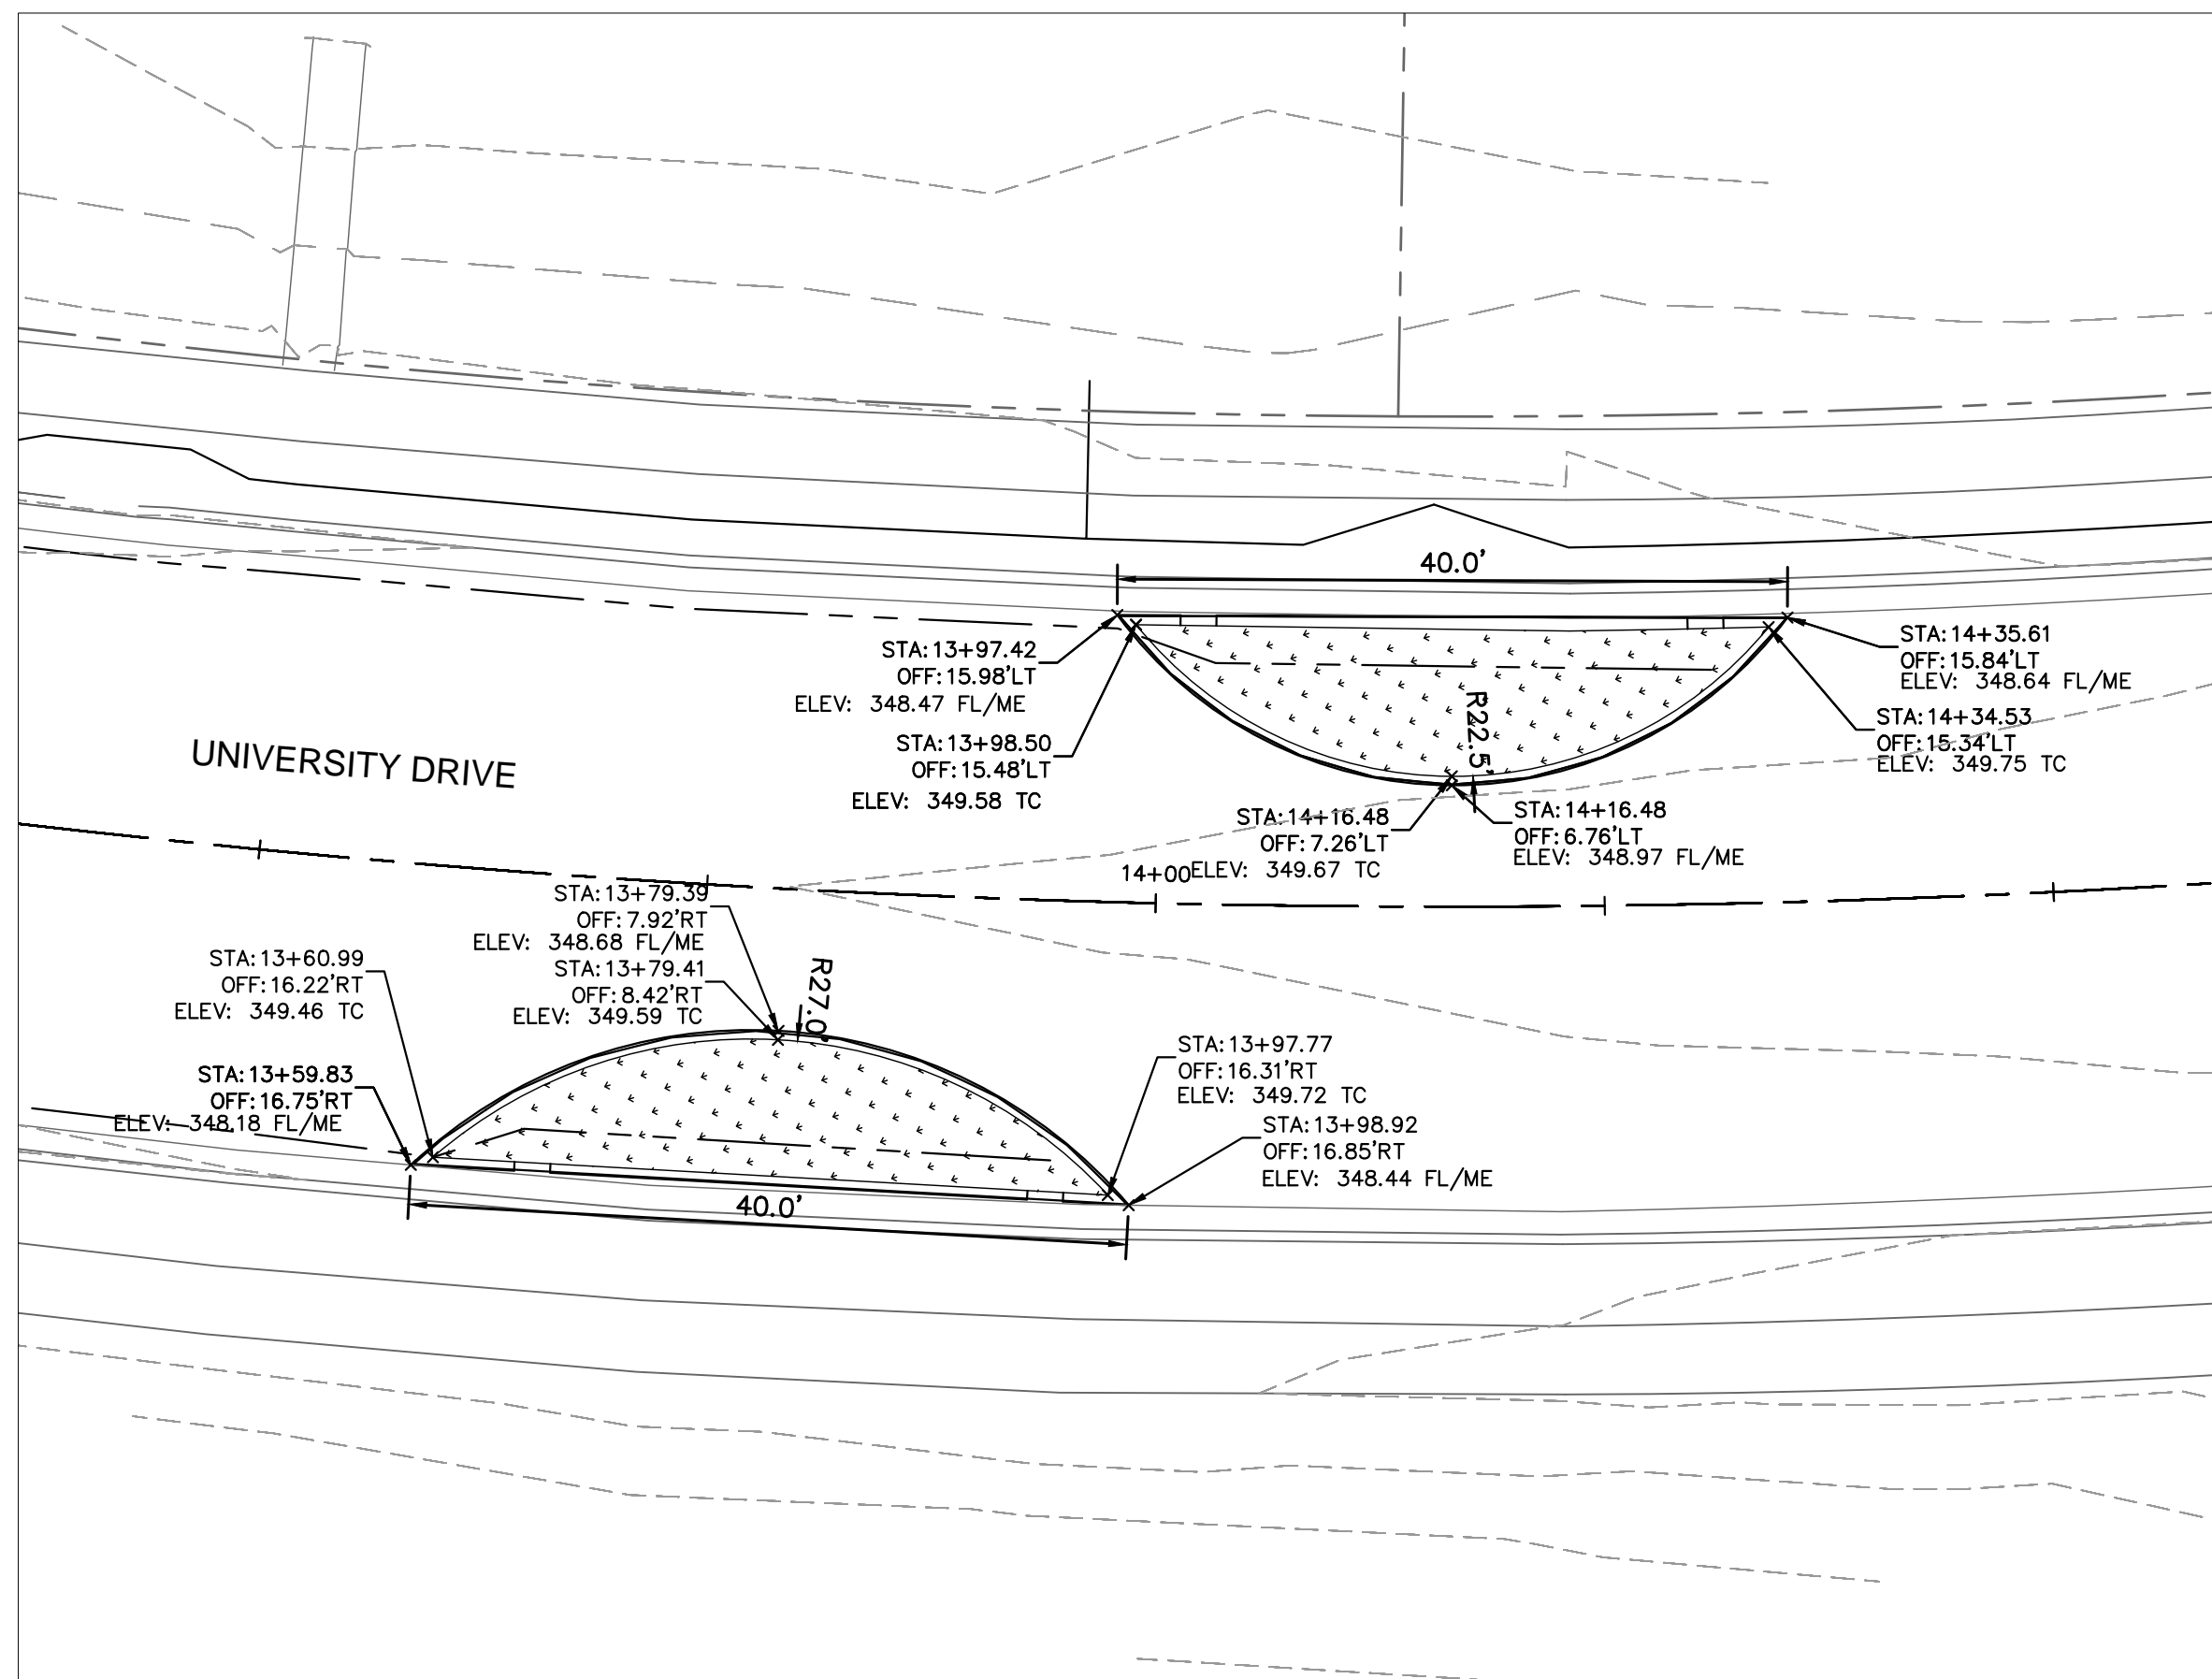 40.0'
STA:13+97.42
OFF:15.98'LT
ELEV: 348.47 FL/ME
STA:13+98.50
OFF:15.48'LT
ELEV: 349.58 TC
R22.5'
STA:14+35.61
OFF:15.84'LT
ELEV: 348.64 FL/ME
STA:14+34.53
OFF:15.34'LT
ELEV: 349.75 TC
UNIVERSITY DRIVE
STA:14+16.48
OFF:7.26'LT
ELEV: 349.67 TC
STA:14+16.48
OFF:6.76'LT
ELEV: 348.97 FL/ME
14+00
STA:13+79.39
OFF:7.92'RT
ELEV: 348.68 FL/ME
STA:13+79.41
OFF:8.42'RT
ELEV: 349.59 TC
R27.0'
STA:13+60.99
OFF:16.22'RT
ELEV: 349.46 TC
STA:13+59.83
OFF:16.75'RT
ELEV: 348.18 FL/ME
STA:13+97.77
OFF:16.31'RT
ELEV: 349.72 TC
STA:13+98.92
OFF:16.85'RT
ELEV: 348.44 FL/ME
40.0'